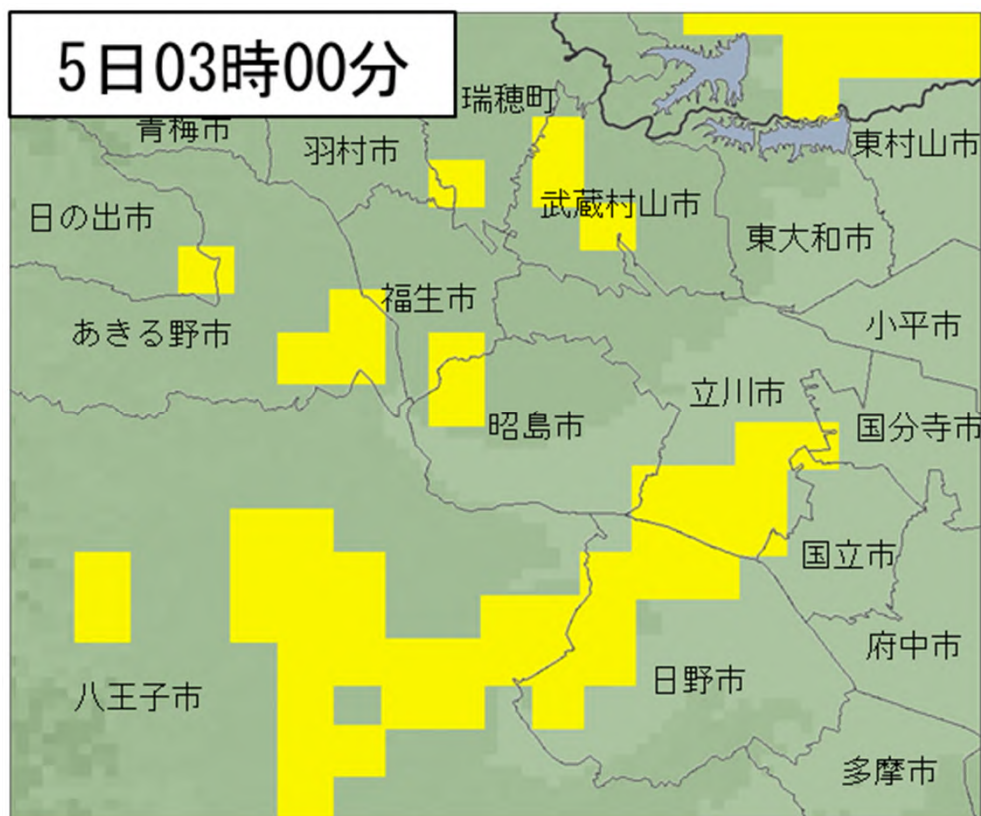 5日03時00分
瑞穂町
青梅市
羽村市
東村山市
日の出市
武蔵村山市
東大和市
福生市
あきる野市
小平市
立川市
昭島市
国分寺市
国立市
府中市
八王子市
日野市
多摩市